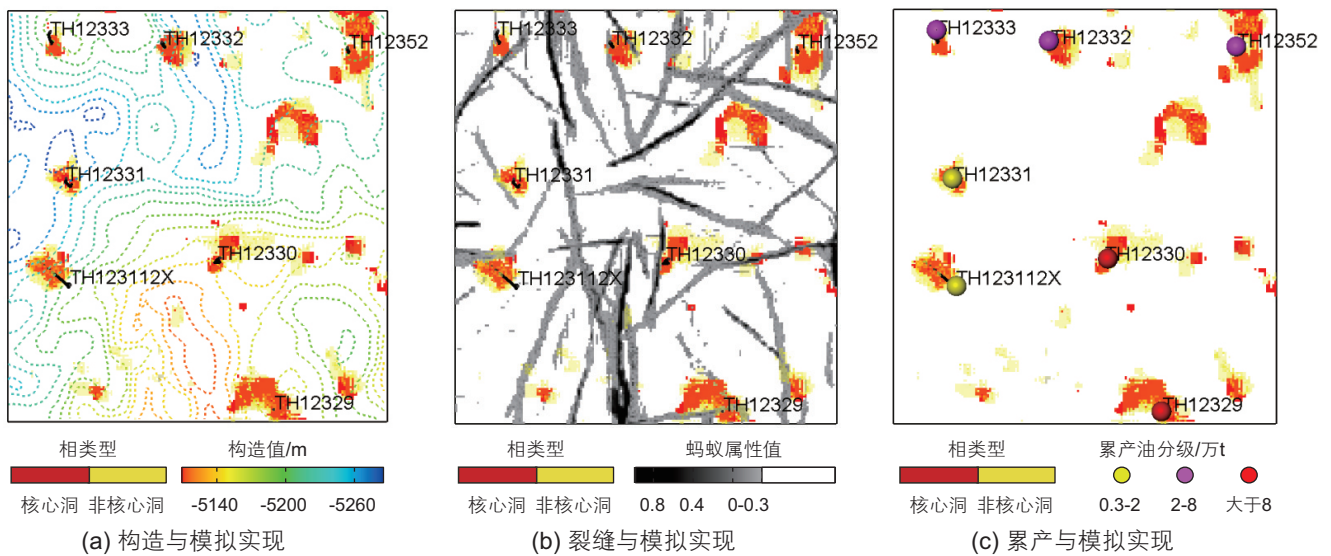 TH12333
TH12332
TH12352
TH12331
TH12330
TH123112X
TH12329
相类型
构造值/m
核心洞 非核心洞
-5140 -5200 -5260
(a) 构造与模拟实现
TH12333
TH12332
TH12352
TH12331
TH12330
TH123112X
TH12329
相类型
蚂蚁属性值
核心洞 非核心洞
0.8 0.4 0-0.3
(b) 裂缝与模拟实现
TH12333
TH12332
TH12352
TH12331
TH12330
TH123112X
TH12329
相类型
累产油分级/万t
核心洞 非核心洞
0.3-2 2-8 大于8
(c) 累产与模拟实现